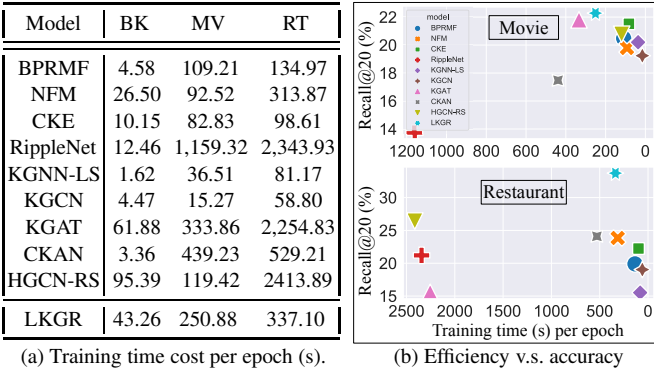 Model BK MV RT
BPRMF 4.58 109.21 134.97
NFM 26.50 92.52 313.87
CKE 10.15 82.83 98.61
RippleNet 12.46 1,159.32 2,343.93
KGNN-LS 1.62 36.51 81.17
KGCN 4.47 15.27 58.80
KGAT 61.88 333.86 2,254.83
CKAN 3.36 439.23 529.21
HGCN-RS 95.39 119.42 2413.89
LKGR 43.26 250.88 337.10
(a) Training time cost per epoch (s).
Recall@20 (%)
22
20
18
16
14
model
BPRMF
NFM
CKE
RippleNet
KGNN-LS
KGCN
KGAT
CKAN
HGCN-RS
LKGR
Movie
1200 1000 800 600 400 200 0
Recall@20 (%)
30
25
20
15
Restaurant
2500 2000 1500 1000 500 0
Training time (s) per epoch
(b) Efficiency v.s. accuracy